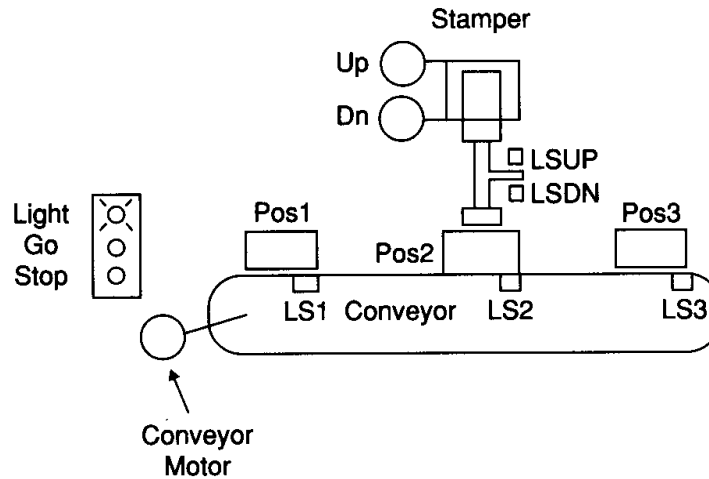 Stamper
Up
Dn
LSUP
LSDN
Light
Go
Stop
Pos1
Pos2
Pos3
LS1
Conveyor
LS2
LS3
Conveyor
Motor